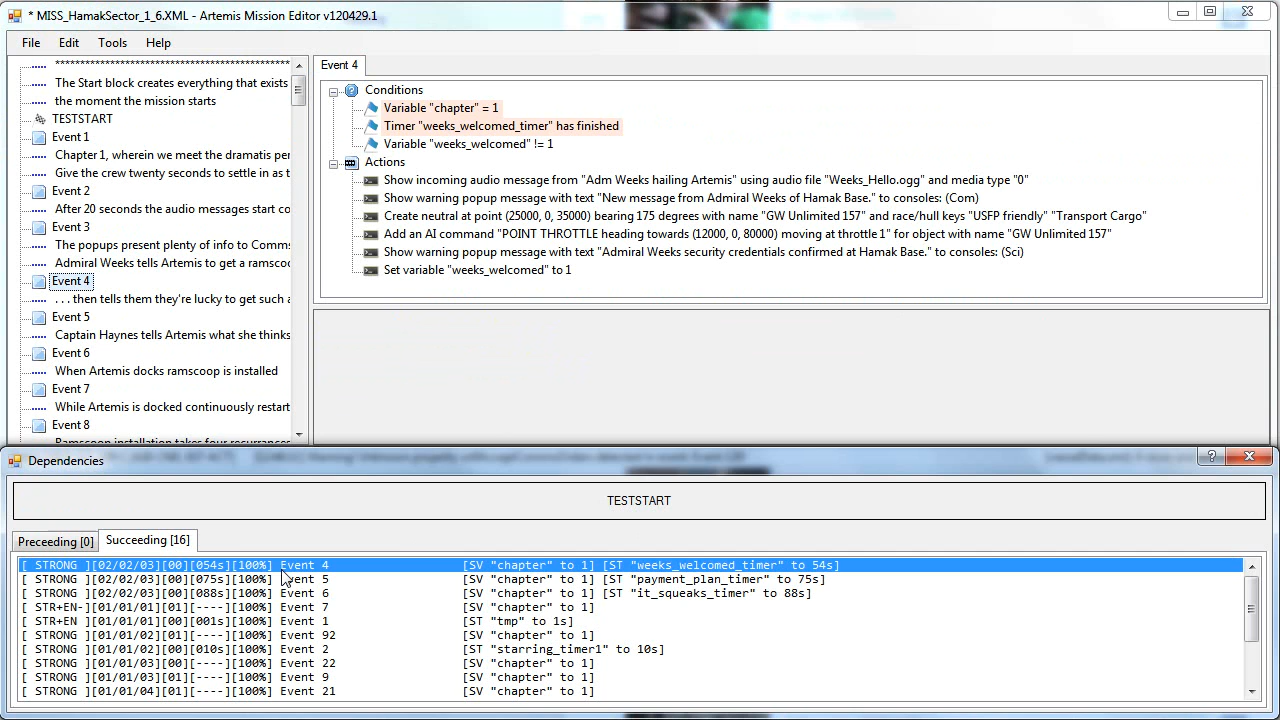 * MISS_HamakSector_1_6.XML - Artemis Mission Editor v120429.1
File Edit Tools Help
*******************************************
The Start block creates everything that exists
the moment the mission starts
TESTSTART
Event 1
Chapter 1, wherein we meet the dramatis per
Give the crew twenty seconds to settle in as t
Event 2
After 20 seconds the audio messages start co
Event 3
The popups present plenty of info to Comms
Admiral Weeks tells Artemis to get a ramscoo
Event 4
. . . then tells them they're lucky to get such a
Event 5
Captain Haynes tells Artemis what she thinks
Event 6
When Artemis docks ramscoop is installed
Event 7
While Artemis is docked continuously restart
Event 8
Ramscoop installation takes four recurrances
Event 4
Conditions
Variable "chapter" = 1
Timer "weeks_welcomed_timer" has finished
Variable "weeks_welcomed" != 1
Actions
Show incoming audio message from "Adm Weeks hailing Artemis" using audio file "Weeks_Hello.ogg" and media type "0"
Show warning popup message with text "New message from Admiral Weeks of Hamak Base." to consoles: (Com)
Create neutral at point (25000, 0, 35000) bearing 175 degrees with name "GW Unlimited 157" and race/hull keys "USFP friendly" "Transport Cargo"
Add an AI command "POINT THROTTLE heading towards (12000, 0, 80000) moving at throttle 1" for object with name "GW Unlimited 157"
Show warning popup message with text "Admiral Weeks security credentials confirmed at Hamak Base." to consoles: (Sci)
Set variable "weeks_welcomed" to 1
Dependencies
TESTSTART
Preceeding [0] Succeeding [16]
[ STRONG ][02/02/03][00][054s][100%] Event 4 [SV "chapter" to 1] [ST "weeks_welcomed_timer" to 54s]
[ STRONG ][02/02/03][00][075s][100%] Event 5 [SV "chapter" to 1] [ST "payment_plan_timer" to 75s]
[ STRONG ][02/02/03][00][088s][100%] Event 6 [SV "chapter" to 1] [ST "it_squeaks_timer" to 88s]
[ STR+EN-][01/01/01][01][----][100%] Event 7 [SV "chapter" to 1]
[ STR+EN ][01/01/01][00][001s][100%] Event 1 [ST "tmp" to 1s]
[ STRONG ][01/01/02][01][----][100%] Event 92 [SV "chapter" to 1]
[ STRONG ][01/01/02][00][010s][100%] Event 2 [ST "starring_timer1" to 10s]
[ STRONG ][01/01/03][00][----][100%] Event 22 [SV "chapter" to 1]
[ STRONG ][01/01/03][00][----][100%] Event 9 [SV "chapter" to 1]
[ STRONG ][01/01/04][01][----][100%] Event 21 [SV "chapter" to 1]